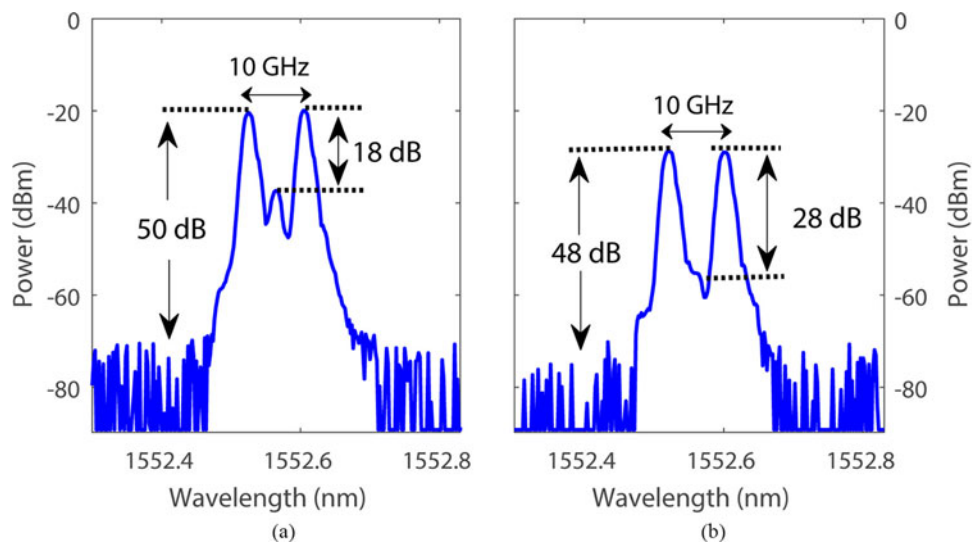 0
-20
-40
-60
-80
Power (dBm)
10 GHz
18 dB
50 dB
1552.4 1552.6 1552.8
Wavelength (nm)
(a)
0
-20
-40
-60
-80
Power (dBm)
10 GHz
28 dB
48 dB
1552.4 1552.6 1552.8
Wavelength (nm)
(b)